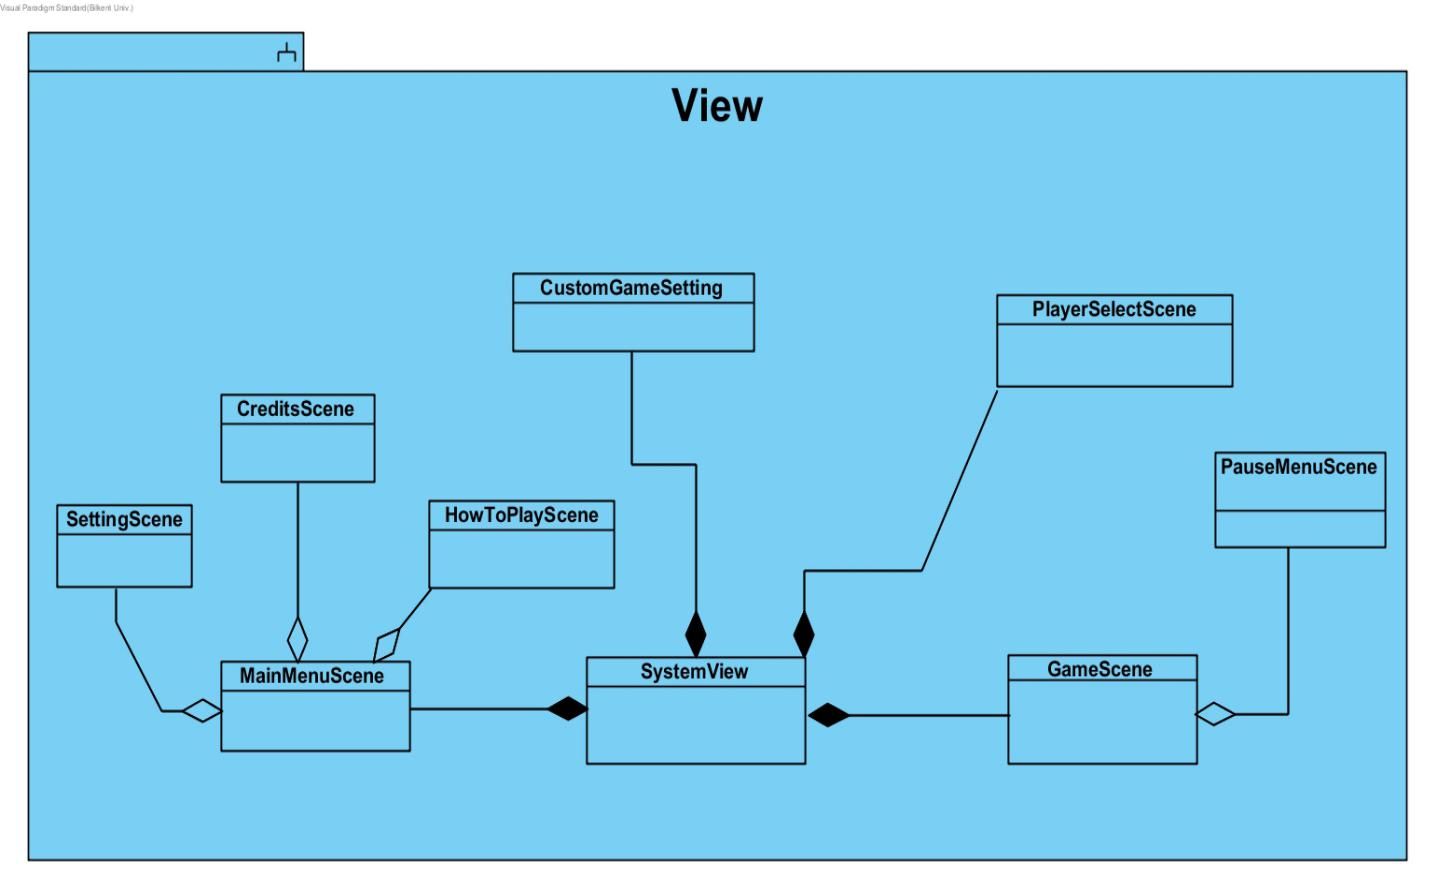 Visual Paradigm Standard(Bilkent Univ.)
View
CustomGameSetting
PlayerSelectScene
CreditsScene
PauseMenuScene
SettingScene
HowToPlayScene
MainMenuScene
SystemView
GameScene